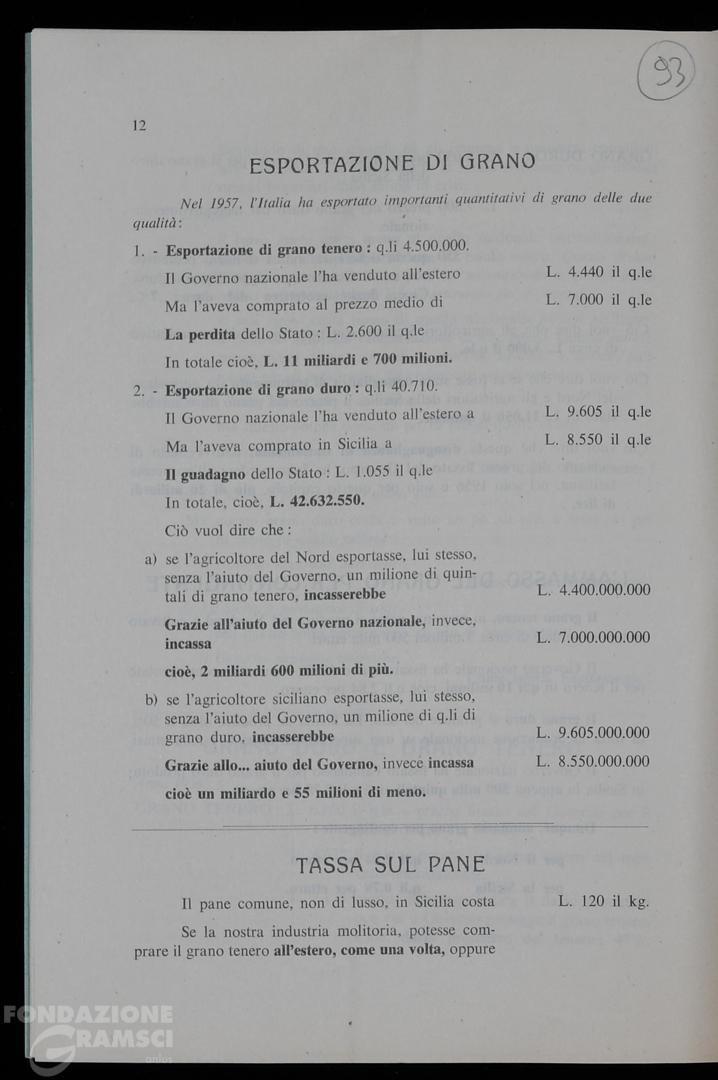 93
12
ESPORTAZIONE DI GRANO
Nel 1957, l'Italia ha esportato importanti quantitativi di grano delle due
qualità:
1. - Esportazione di grano tenero : q.li 4.500.000.
Il Governo nazionale l'ha venduto all'estero L. 4.440 il q.le
Ma l'aveva comprato al prezzo medio di L. 7.000 il q.le
La perdita dello Stato : L. 2.600 il q.le
In totale cioè, L. 11 miliardi e 700 milioni.
2. - Esportazione di grano duro : q.li 40.710.
Il Governo nazionale l'ha venduto all'estero a L. 9.605 il q.le
Ma l'aveva comprato in Sicilia a L. 8.550 il q.le
Il guadagno dello Stato : L. 1.055 il q.le
In totale, cioè, L. 42.632.550.
Ciò vuol dire che :
a) se l'agricoltore del Nord esportasse, lui stesso,
senza l'aiuto del Governo, un milione di quin-
tali di grano tenero, incasserebbe L. 4.400.000.000
Grazie all'aiuto del Governo nazionale, invece,
incassa L. 7.000.000.000
cioè, 2 miliardi 600 milioni di più.
b) se l'agricoltore siciliano esportasse, lui stesso,
senza l'aiuto del Governo, un milione di q.li di
grano duro, incasserebbe L. 9.605.000.000
Grazie allo... aiuto del Governo, invece incassa L. 8.550.000.000
cioè un miliardo e 55 milioni di meno.
TASSA SUL PANE
Il pane comune, non di lusso, in Sicilia costa L. 120 il kg.
Se la nostra industria molitoria, potesse com-
prare il grano tenero all'estero, come una volta, oppure
FONDAZIONE
GRAMSCI
onlus